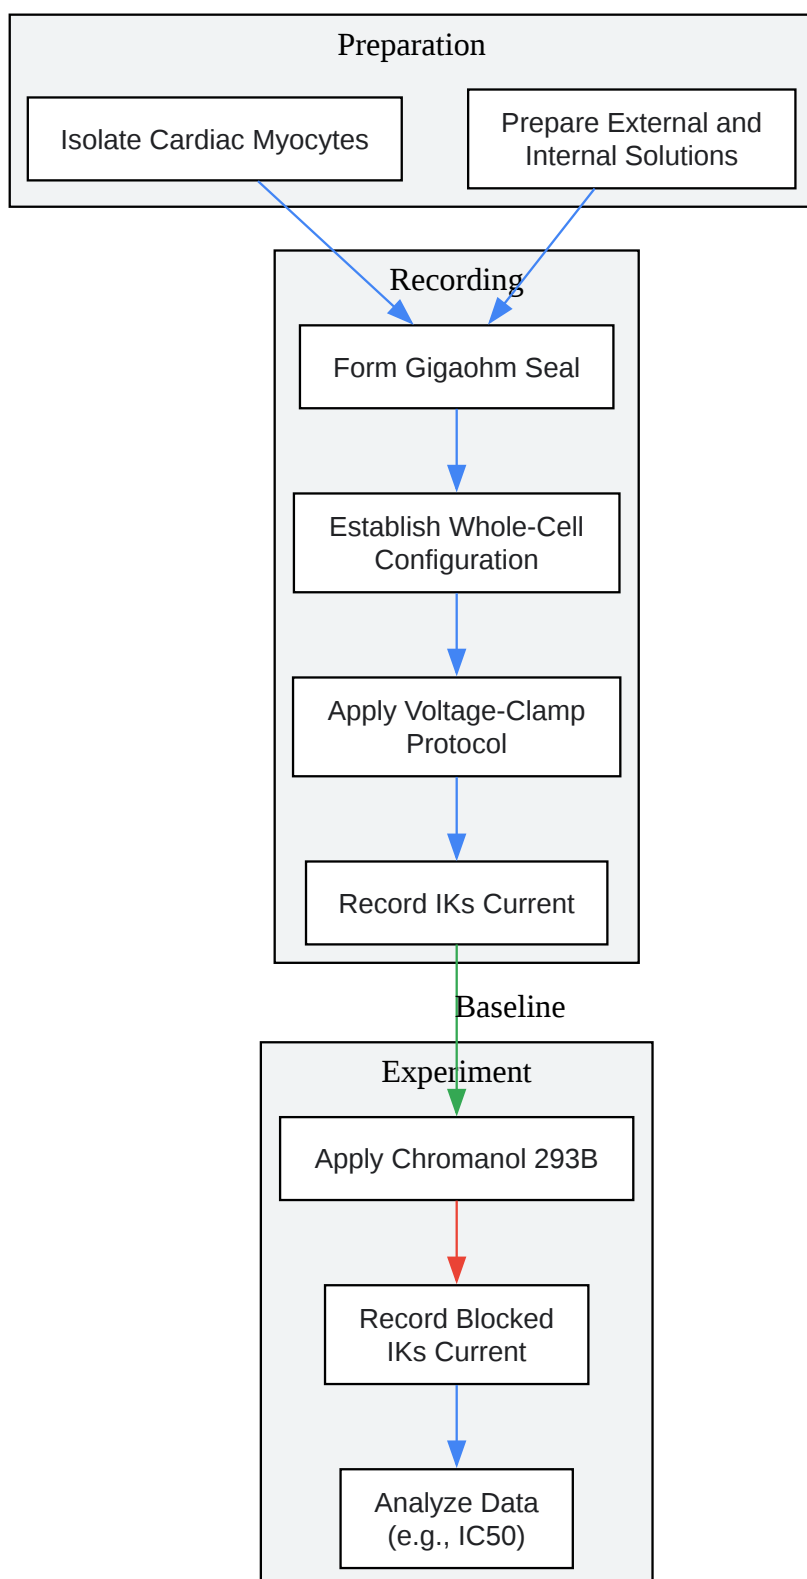 Preparation
Isolate Cardiac Myocytes
Prepare External and
Internal Solutions
Recording
Form Gigaohm Seal
Establish Whole-Cell
Configuration
Apply Voltage-Clamp
Protocol
Record IKs Current
Baseline
Experiment
Apply Chromanol 293B
Record Blocked
IKs Current
Analyze Data
(e.g., IC50)